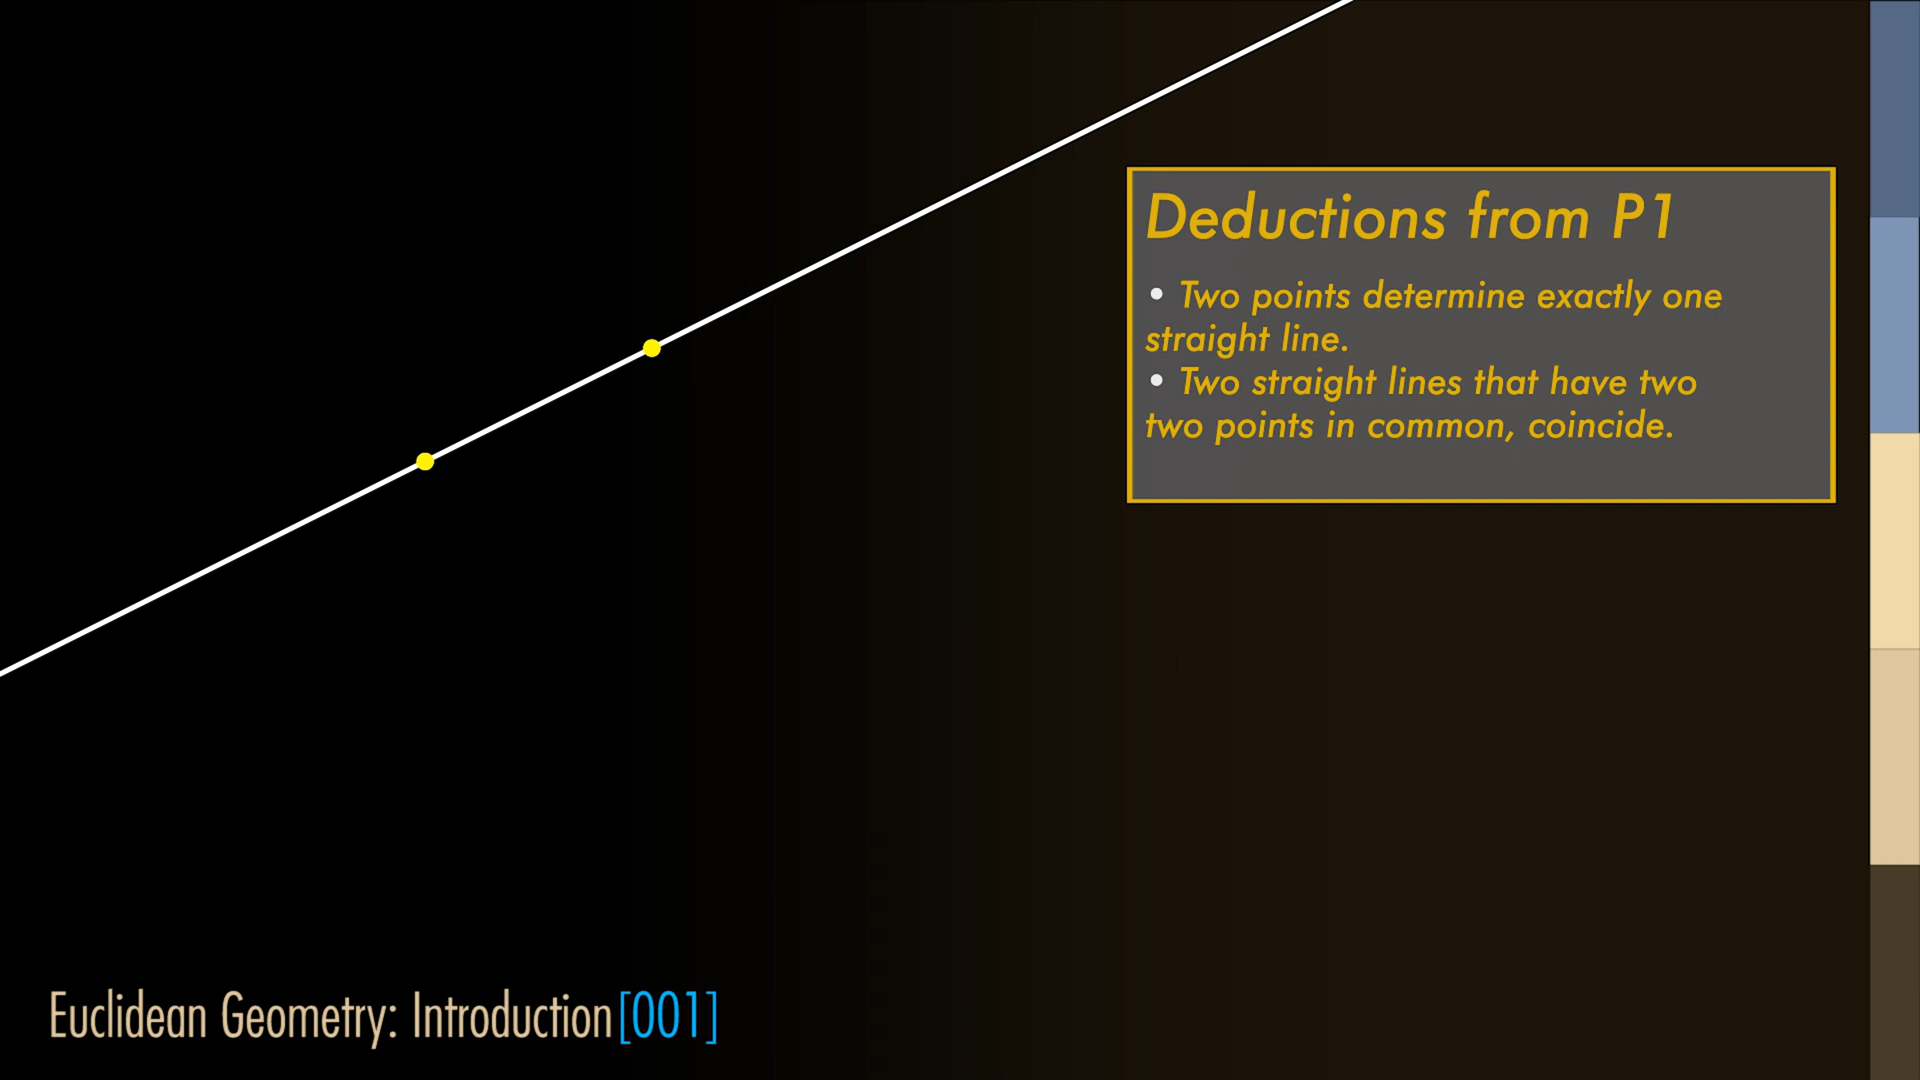 Deductions from P1
• Two points determine exactly one
straight line.
• Two straight lines that have two
two points in common, coincide.
Euclidean Geometry: Introduction[001]